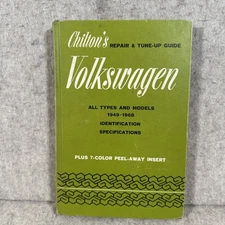 Chilton's REPAIR & TUNE-UP GUIDE
Volkswagen
ALL TYPES AND MODELS
1949-1966
IDENTIFICATION
SPECIFICATIONS
PLUS 7-COLOR PEEL-AWAY INSERT